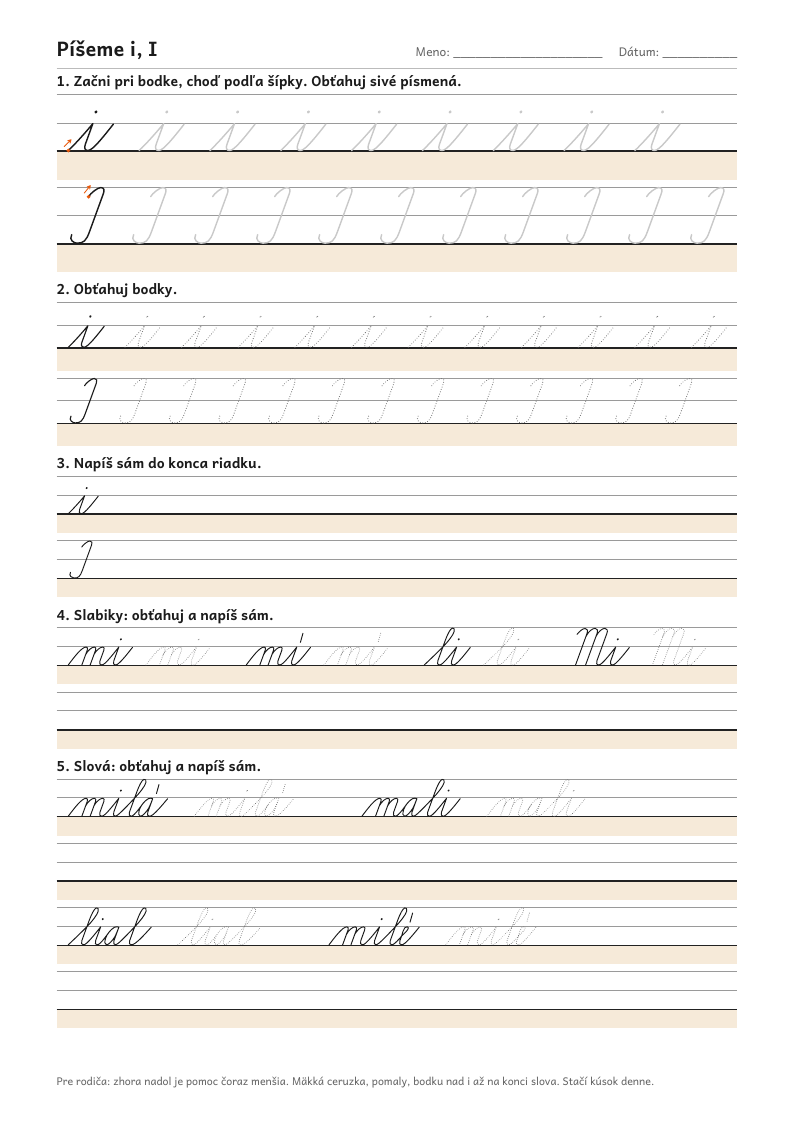 Píšeme i, I
Meno: ______________________ Dátum: ___________
1. Začni pri bodke, choď podľa šípky. Obťahuj sivé písmená.
i i i i i i i i i
I I I I I I I I I I I
2. Obťahuj bodky.
i i i i i i i i i i i i
I I I I I I I I I I I I I
3. Napíš sám do konca riadku.
i
I
4. Slabiky: obťahuj a napíš sám.
mi mi mí mí li li Mi Mi
5. Slová: obťahuj a napíš sám.
milá milá mali mali
lial lial milé milé
Pre rodiča: zhora nadol je pomoc čoraz menšia. Mäkká ceruzka, pomaly, bodku nad i až na konci slova. Stačí kúsok denne.